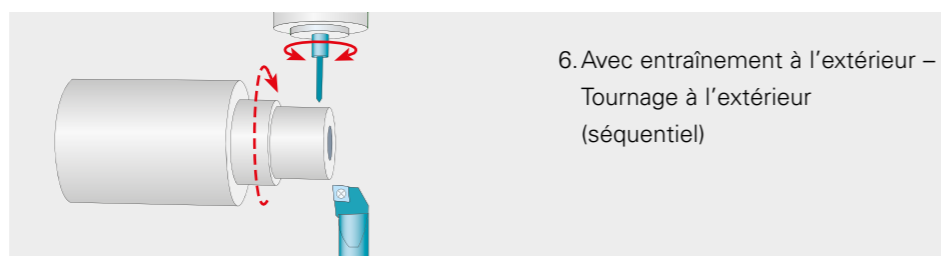 6. Avec entraînement à l’extérieur –
Tournage à l’extérieur
(séquentiel)